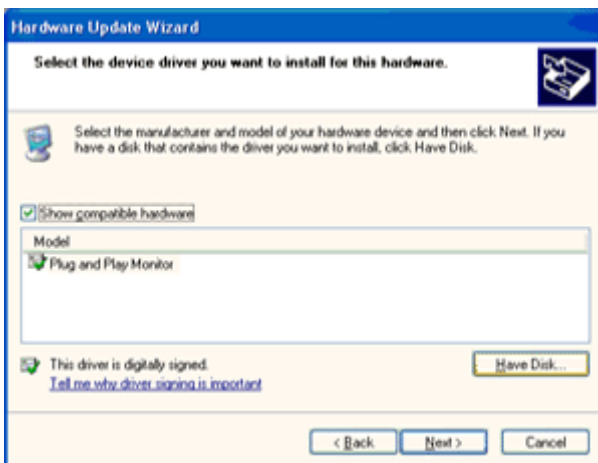 Hardware Update Wizard
Select the device driver you want to install for this hardware.
Select the manufacturer and model of your hardware device and then click Next. If you
have a disk that contains the driver you want to install, click Have Disk.
Show compatible hardware
Model
Plug and Play Monitor
This driver is digitally signed.
Have Disk...
Tell me why driver signing is important
< Back
Next >
Cancel